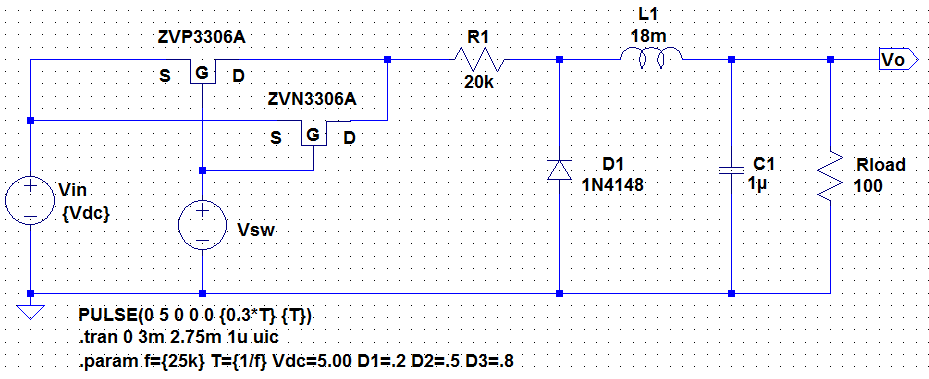 L1
ZVP3306A
R1
18m
S G D
Vo
20k
ZVN3306A
S G D
D1
C1
Rload
1N4148
1µ
100
Vin
{Vdc}
Vsw
PULSE(0 5 0 0 0 {0.3*T} {T})
.tran 0 3m 2.75m 1u uic
.param f={25k} T={1/f} Vdc=5.00 D1=.2 D2=.5 D3=.8